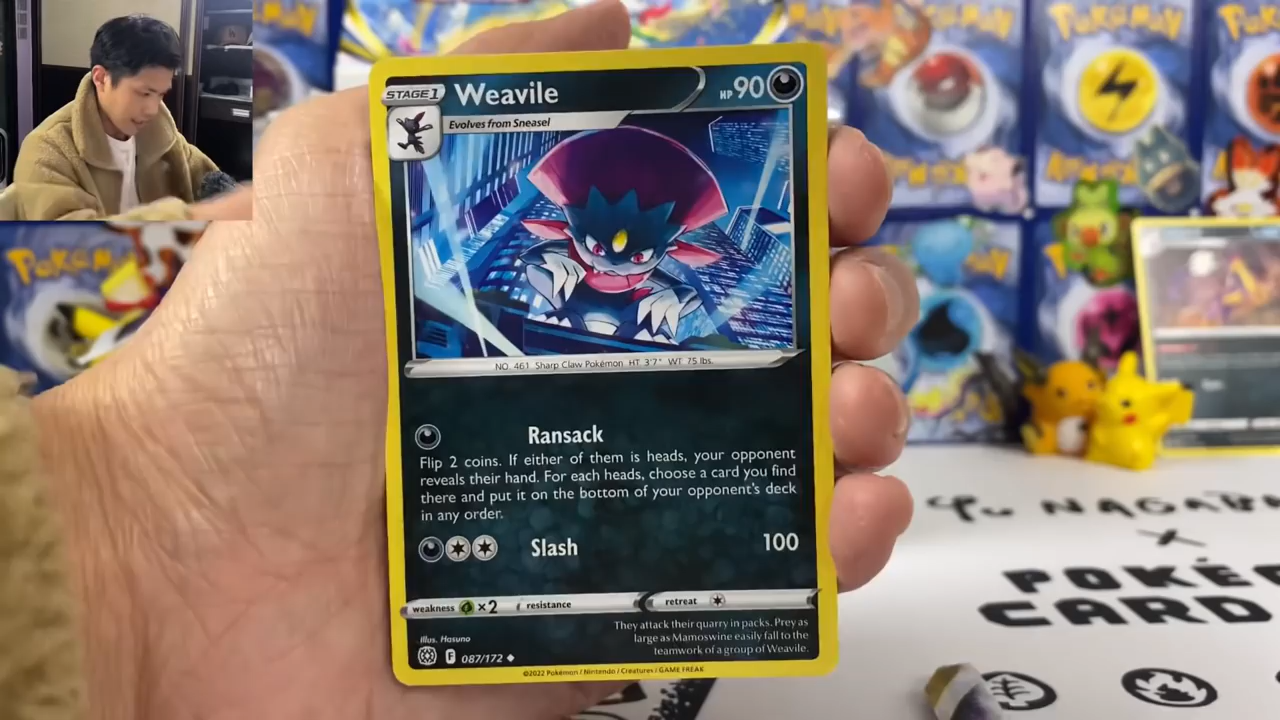 STAGE1
Weavile
HP 90
Evolves from Sneasel
NO. 461 Sharp Claw Pokémon HT: 3'7" WT: 75 lbs.
Ransack
Flip 2 coins. If either of them is heads, your opponent
reveals their hand. For each heads, choose a card you find
there and put it on the bottom of your opponent's deck
in any order.
Slash 100
weakness ×2 resistance retreat
They attack their quarry in packs. Prey as
large as Mamoswine easily fall to the
teamwork of a group of Weavile.
Illus. Hasuno
F 087/172
©2022 Pokémon / Nintendo / Creatures / GAME FREAK
Pokémon
Pokémon
Pokémon
Pokémon
NAGABA
×
POKÉ
CARD